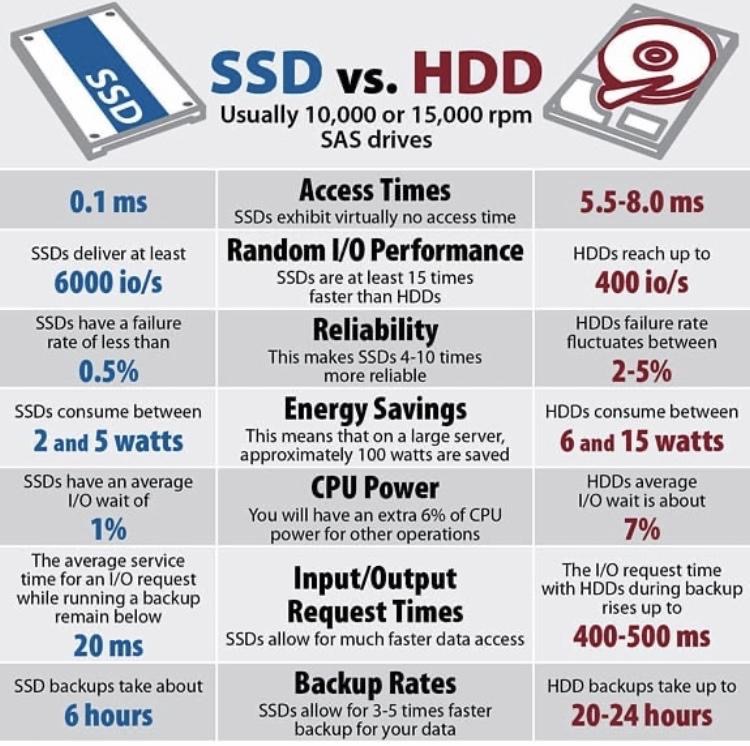 SSD
SSD vs. HDD
Usually 10,000 or 15,000 rpm
SAS drives
0.1 ms
Access Times
SSDs exhibit virtually no access time
5.5-8.0 ms
SSDs deliver at least
6000 io/s
Random I/O Performance
SSDs are at least 15 times
faster than HDDs
HDDs reach up to
400 io/s
SSDs have a failure
rate of less than
0.5%
Reliability
This makes SSDs 4-10 times
more reliable
HDDs failure rate
fluctuates between
2-5%
SSDs consume between
2 and 5 watts
Energy Savings
This means that on a large server,
approximately 100 watts are saved
HDDs consume between
6 and 15 watts
SSDs have an average
I/O wait of
1%
CPU Power
You will have an extra 6% of CPU
power for other operations
HDDs average
I/O wait is about
7%
The average service
time for an I/O request
while running a backup
remain below
20 ms
Input/Output
Request Times
SSDs allow for much faster data access
The I/O request time
with HDDs during backup
rises up to
400-500 ms
SSD backups take about
6 hours
Backup Rates
SSDs allow for 3-5 times faster
backup for your data
HDD backups take up to
20-24 hours